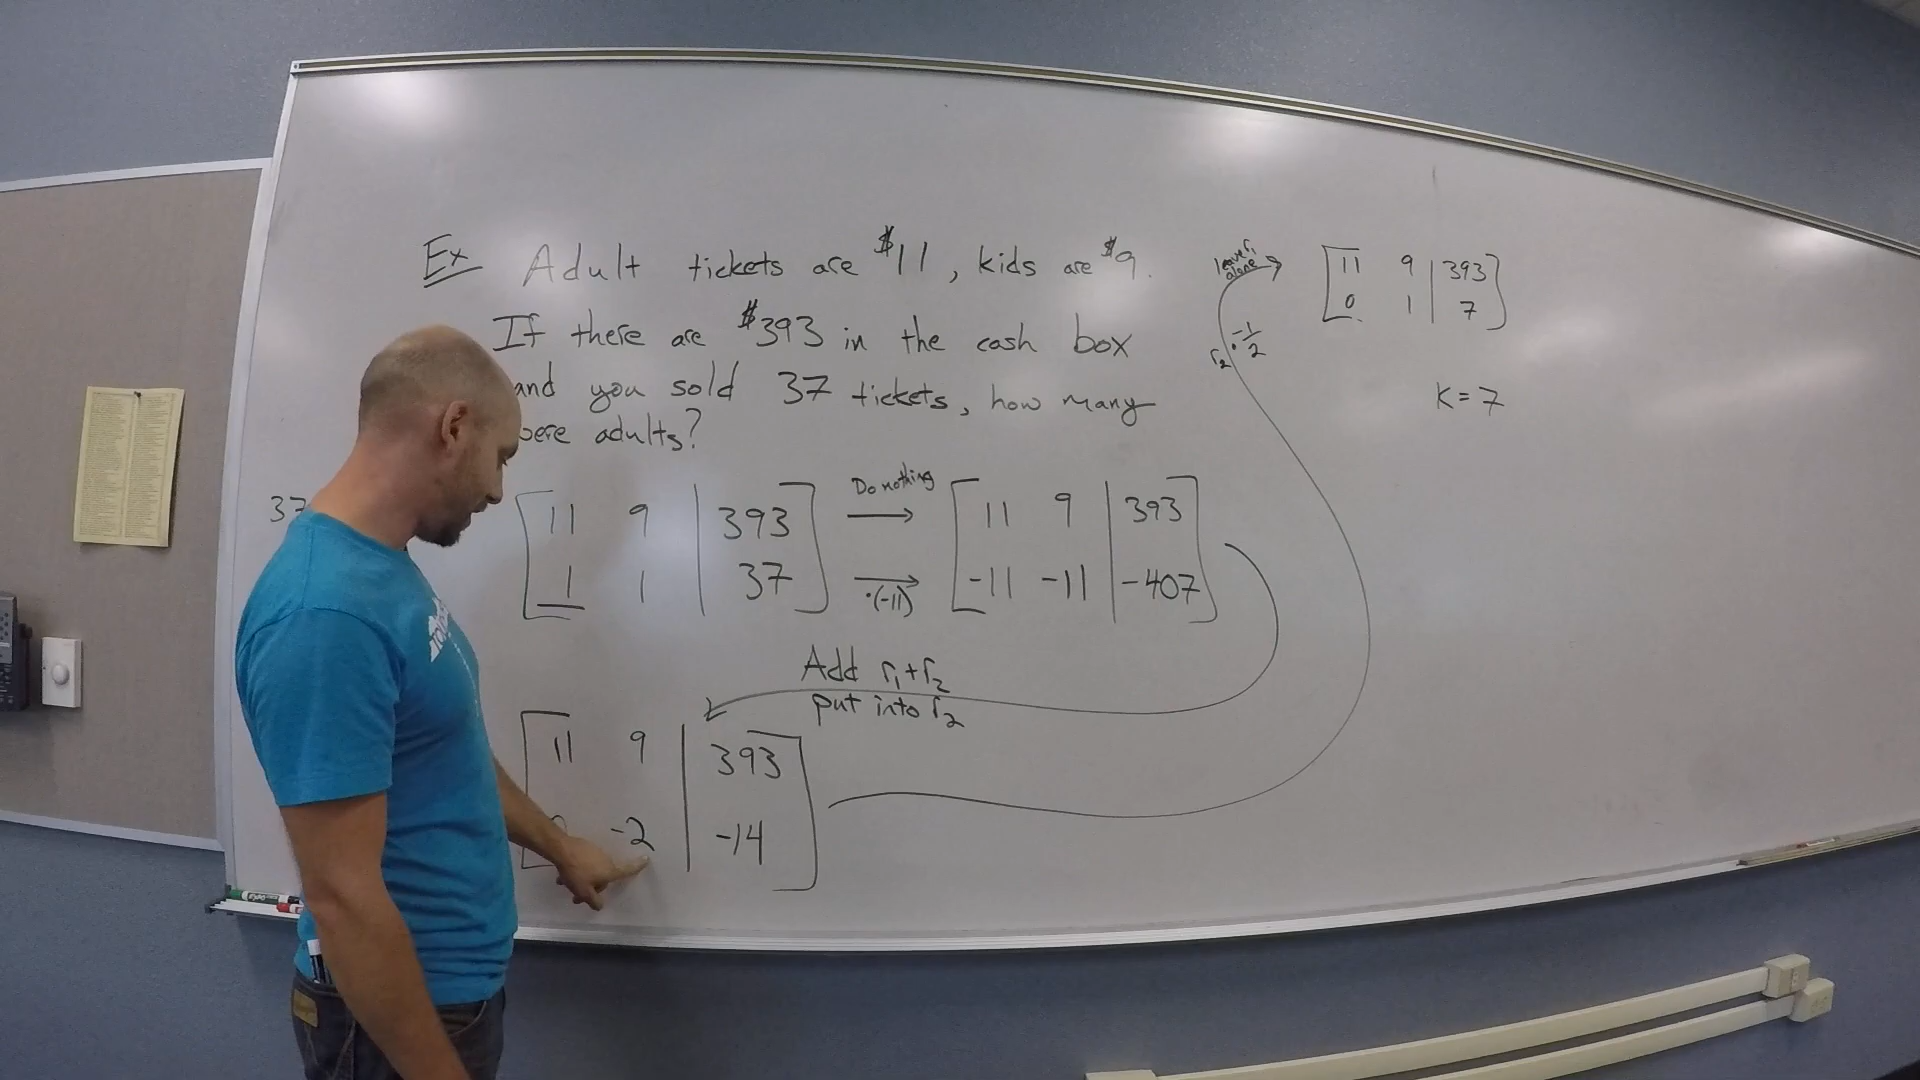 Ex Adult tickets are $11, kids are $9.
If there are $393 in the cash box
and you sold 37 tickets, how many
were adults?
37
11 9 | 393
1 1 | 37
Do nothing
·(-11)
11 9 | 393
-11 -11 | -407
Add r₁+r₂
put into r₂
11 9 | 393
-2 | -14
leave r₁
alone
r₂ · -1/2
11 9 | 393
0 1 | 7
K = 7